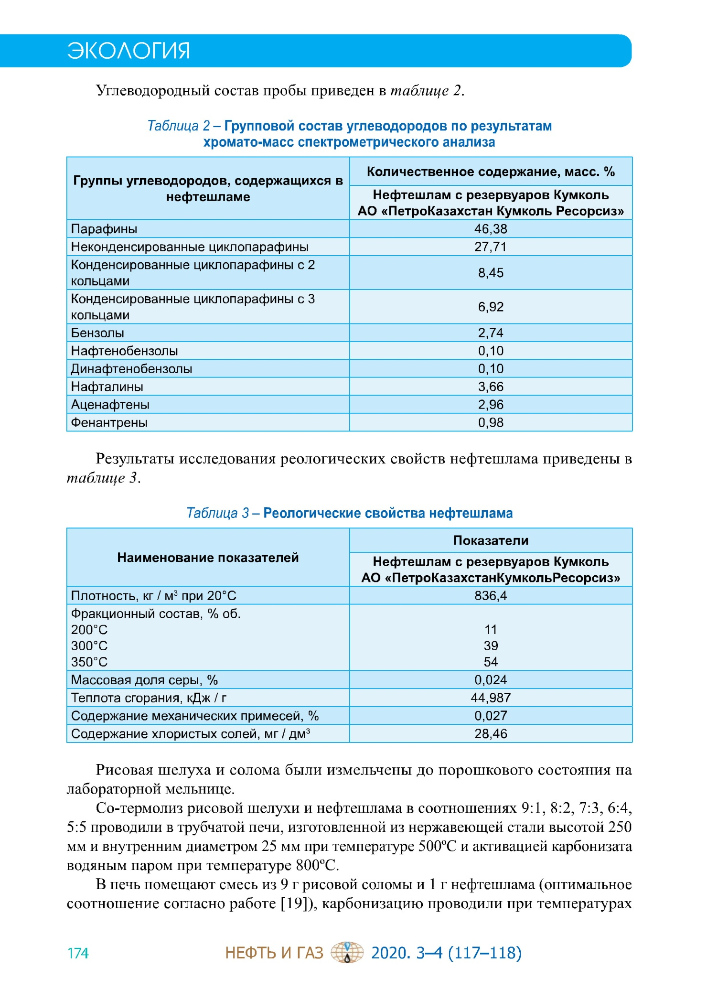 ЭКОЛОГИЯ
Углеводородный состав пробы приведен в таблице 2.
Таблица 2 – Групповой состав углеводородов по результатам
хромато-масс спектрометрического анализа
Группы углеводородов, содержащихся в
нефтешламе
Количественное содержание, масс. %
Нефтешлам с резервуаров Кумколь
АО «ПетроКазахстан Кумколь Ресорсиз»
Парафины 46,38
Неконденсированные циклопарафины 27,71
Конденсированные циклопарафины с 2
кольцами 8,45
Конденсированные циклопарафины с 3
кольцами 6,92
Бензолы 2,74
Нафтенобензолы 0,10
Динафтенобензолы 0,10
Нафталины 3,66
Аценафтены 2,96
Фенантрены 0,98
Результаты исследования реологических свойств нефтешлама приведены в
таблице 3.
Таблица 3 – Реологические свойства нефтешлама
Наименование показателей
Показатели
Нефтешлам с резервуаров Кумколь
АО «ПетроКазахстанКумкольРесорсиз»
Плотность, кг / м³ при 20°С 836,4
Фракционный состав, % об.
200°С 11
300°С 39
350°С 54
Массовая доля серы, % 0,024
Теплота сгорания, кДж / г 44,987
Содержание механических примесей, % 0,027
Содержание хлористых солей, мг / дм³ 28,46
Рисовая шелуха и солома были измельчены до порошкового состояния на
лабораторной мельнице.
Со-термолиз рисовой шелухи и нефтешлама в соотношениях 9:1, 8:2, 7:3, 6:4,
5:5 проводили в трубчатой печи, изготовленной из нержавеющей стали высотой 250
мм и внутренним диаметром 25 мм при температуре 500ºС и активацией карбонизата
водяным паром при температуре 800ºС.
В печь помещают смесь из 9 г рисовой соломы и 1 г нефтешлама (оптимальное
соотношение согласно работе [19]), карбонизацию проводили при температурах
174 НЕФТЬ И ГАЗ 2020. 3–4 (117–118)